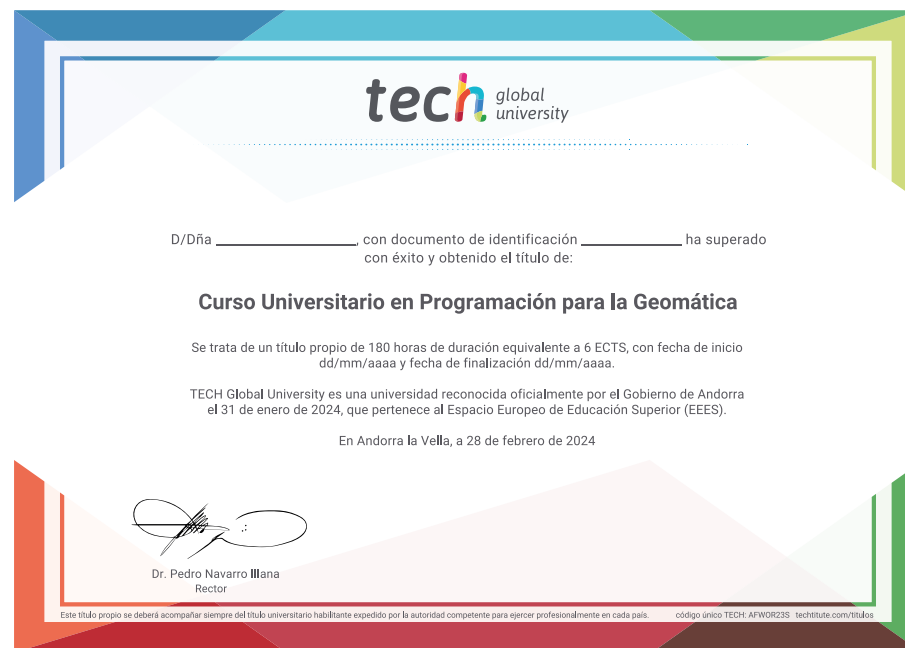 tech global
university
D/Dña ____________________, con documento de identificación ______________ ha superado
con éxito y obtenido el título de:
Curso Universitario en Programación para la Geomática
Se trata de un título propio de 180 horas de duración equivalente a 6 ECTS, con fecha de inicio
dd/mm/aaaa y fecha de finalización dd/mm/aaaa.
TECH Global University es una universidad reconocida oficialmente por el Gobierno de Andorra
el 31 de enero de 2024, que pertenece al Espacio Europeo de Educación Superior (EEES).
En Andorra la Vella, a 28 de febrero de 2024
Dr. Pedro Navarro Illana
Rector
Este título propio se deberá acompañar siempre del título universitario habilitante expedido por la autoridad competente para ejercer profesionalmente en cada país. código único TECH: AFWOR23S techtitute.com/titulos